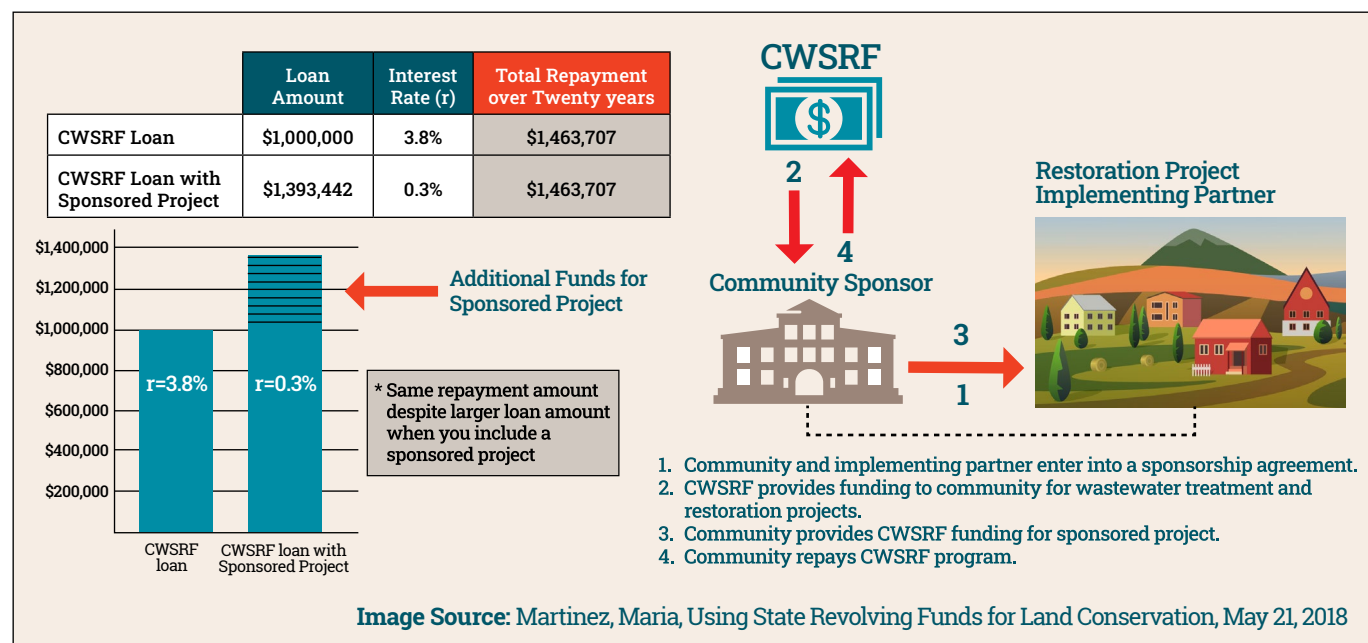 Loan Amount
Interest Rate (r)
Total Repayment over Twenty years
CWSRF Loan
$1,000,000
3.8%
$1,463,707
CWSRF Loan with Sponsored Project
$1,393,442
0.3%
$1,463,707
$1,400,000
$1,200,000
$1,000,000
$800,000
$600,000
$400,000
$200,000
r=3.8%
r=0.3%
CWSRF
loan
CWSRF loan with
Sponsored Project
Additional Funds for
Sponsored Project
* Same repayment amount
despite larger loan amount
when you include a
sponsored project
CWSRF
$
2
4
Community Sponsor
3
1
Restoration Project
Implementing Partner
1. Community and implementing partner enter into a sponsorship agreement.
2. CWSRF provides funding to community for wastewater treatment and
restoration projects.
3. Community provides CWSRF funding for sponsored project.
4. Community repays CWSRF program.
Image Source: Martinez, Maria, Using State Revolving Funds for Land Conservation, May 21, 2018